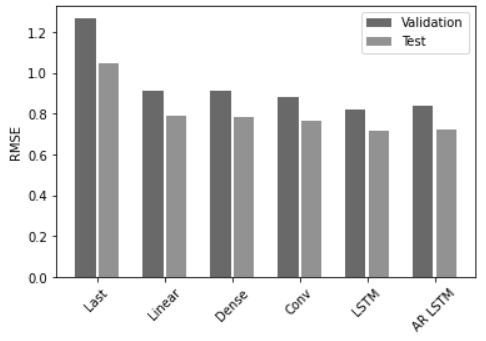 Validation
Test
1.2
1.0
0.8
0.6
0.4
0.2
0.0
RMSE
Last
Linear
Dense
Conv
LSTM
AR LSTM